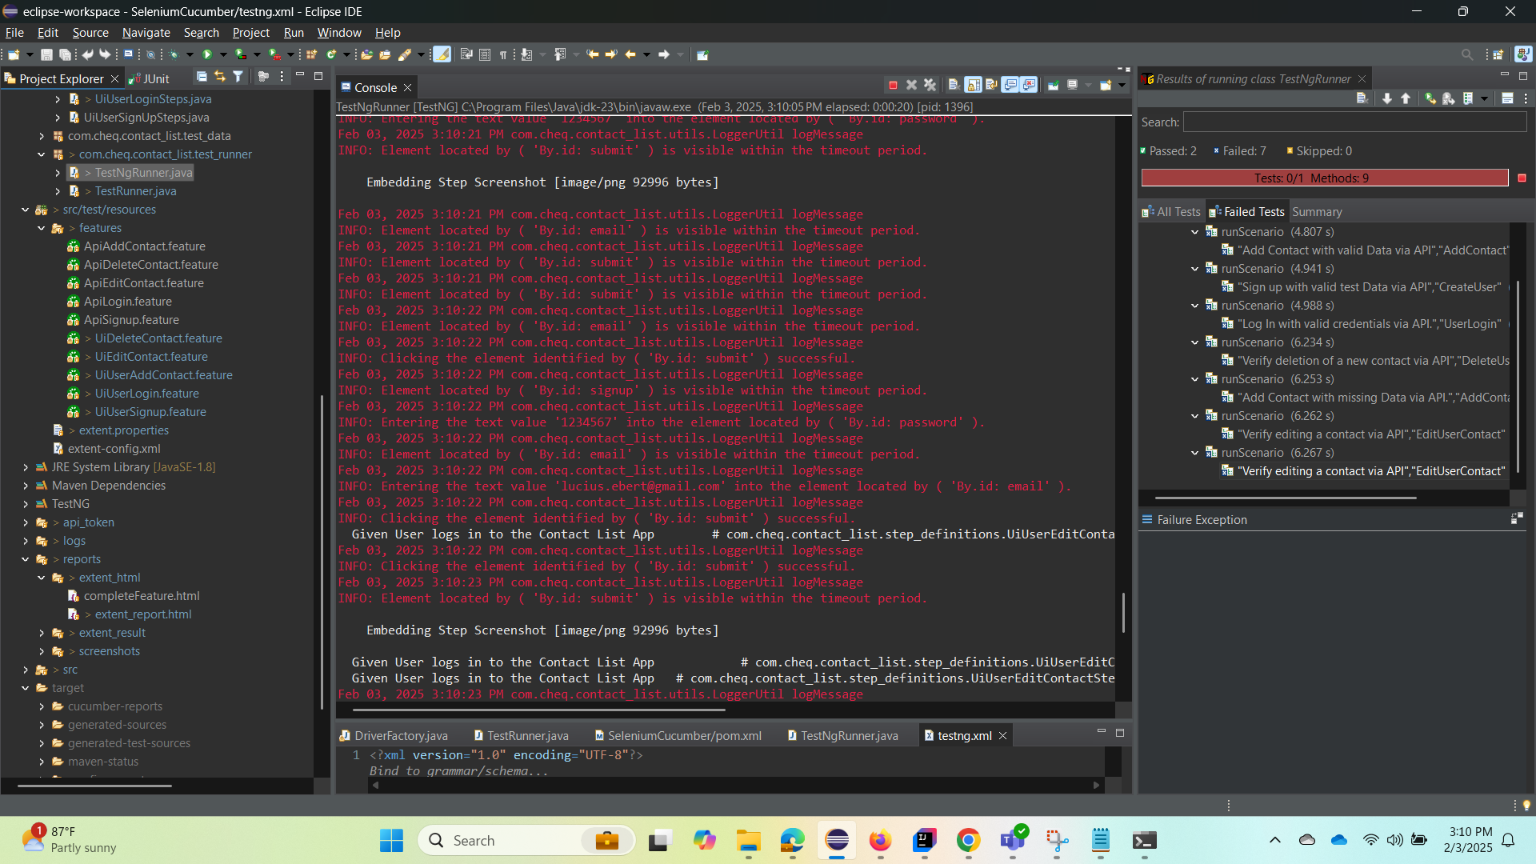 eclipse-workspace - SeleniumCucumber/testng.xml - Eclipse IDE
File Edit Source Navigate Search Project Run Window Help
Project Explorer
JUnit
UiUserLoginSteps.java
UiUserSignUpSteps.java
com.cheq.contact_list.test_data
> com.cheq.contact_list.test_runner
> TestNgRunner.java
> TestRunner.java
> src/test/resources
> features
ApiAddContact.feature
ApiDeleteContact.feature
ApiEditContact.feature
ApiLogin.feature
ApiSignup.feature
> UiDeleteContact.feature
> UiEditContact.feature
> UiUserAddContact.feature
> UiUserLogin.feature
> UiUserSignup.feature
> extent.properties
extent-config.xml
JRE System Library [JavaSE-1.8]
Maven Dependencies
TestNG
> api_token
> logs
> reports
> extent_html
completeFeature.html
> extent_report.html
> extent_result
> screenshots
> src
target
cucumber-reports
generated-sources
generated-test-sources
maven-status
Console
TestNgRunner [TestNG] C:\Program Files\Java\jdk-23\bin\javaw.exe (Feb 3, 2025, 3:10:05 PM elapsed: 0:00:20) [pid: 1396]
INFO: Entering the text value '1234567' into the element located by ( 'By.id: password' ).
Feb 03, 2025 3:10:21 PM com.cheq.contact_list.utils.LoggerUtil logMessage
INFO: Element located by ( 'By.id: submit' ) is visible within the timeout period.
Embedding Step Screenshot [image/png 92996 bytes]
Feb 03, 2025 3:10:21 PM com.cheq.contact_list.utils.LoggerUtil logMessage
INFO: Element located by ( 'By.id: email' ) is visible within the timeout period.
Feb 03, 2025 3:10:21 PM com.cheq.contact_list.utils.LoggerUtil logMessage
INFO: Element located by ( 'By.id: submit' ) is visible within the timeout period.
Feb 03, 2025 3:10:21 PM com.cheq.contact_list.utils.LoggerUtil logMessage
INFO: Element located by ( 'By.id: submit' ) is visible within the timeout period.
Feb 03, 2025 3:10:22 PM com.cheq.contact_list.utils.LoggerUtil logMessage
INFO: Element located by ( 'By.id: email' ) is visible within the timeout period.
Feb 03, 2025 3:10:22 PM com.cheq.contact_list.utils.LoggerUtil logMessage
INFO: Clicking the element identified by ( 'By.id: submit' ) successful.
Feb 03, 2025 3:10:22 PM com.cheq.contact_list.utils.LoggerUtil logMessage
INFO: Element located by ( 'By.id: signup' ) is visible within the timeout period.
Feb 03, 2025 3:10:22 PM com.cheq.contact_list.utils.LoggerUtil logMessage
INFO: Entering the text value '1234567' into the element located by ( 'By.id: password' ).
Feb 03, 2025 3:10:22 PM com.cheq.contact_list.utils.LoggerUtil logMessage
INFO: Element located by ( 'By.id: email' ) is visible within the timeout period.
Feb 03, 2025 3:10:22 PM com.cheq.contact_list.utils.LoggerUtil logMessage
INFO: Entering the text value 'lucius.ebert@gmail.com' into the element located by ( 'By.id: email' ).
Feb 03, 2025 3:10:22 PM com.cheq.contact_list.utils.LoggerUtil logMessage
INFO: Clicking the element identified by ( 'By.id: submit' ) successful.
Given User logs in to the Contact List App # com.cheq.contact_list.step_definitions.UiUserEditConta
Feb 03, 2025 3:10:22 PM com.cheq.contact_list.utils.LoggerUtil logMessage
INFO: Clicking the element identified by ( 'By.id: submit' ) successful.
Feb 03, 2025 3:10:23 PM com.cheq.contact_list.utils.LoggerUtil logMessage
INFO: Element located by ( 'By.id: submit' ) is visible within the timeout period.
Embedding Step Screenshot [image/png 92996 bytes]
Given User logs in to the Contact List App # com.cheq.contact_list.step_definitions.UiUserEditC
Given User logs in to the Contact List App # com.cheq.contact_list.step_definitions.UiUserEditContactSte
Feb 03, 2025 3:10:23 PM com.cheq.contact_list.utils.LoggerUtil logMessage
DriverFactory.java TestRunner.java SeleniumCucumber/pom.xml TestNgRunner.java testng.xml
1 <?xml version="1.0" encoding="UTF-8"?>
Bind to grammar/schema...
Results of running class TestNgRunner
Search:
Passed: 2 Failed: 7 Skipped: 0
Tests: 0/1 Methods: 9
All Tests Failed Tests Summary
runScenario (4.807 s)
"Add Contact with valid Data via API","AddContact"
runScenario (4.941 s)
"Sign up with valid test Data via API","CreateUser"
runScenario (4.988 s)
"Log In with valid credentials via API.","UserLogin"
runScenario (6.234 s)
"Verify deletion of a new contact via API","DeleteUs
runScenario (6.253 s)
"Add Contact with missing Data via API.","AddConta
runScenario (6.262 s)
"Verify editing a contact via API","EditUserContact"
runScenario (6.267 s)
"Verify editing a contact via API","EditUserContact"
Failure Exception
1
87°F
Partly sunny
Search
3:10 PM
2/3/2025